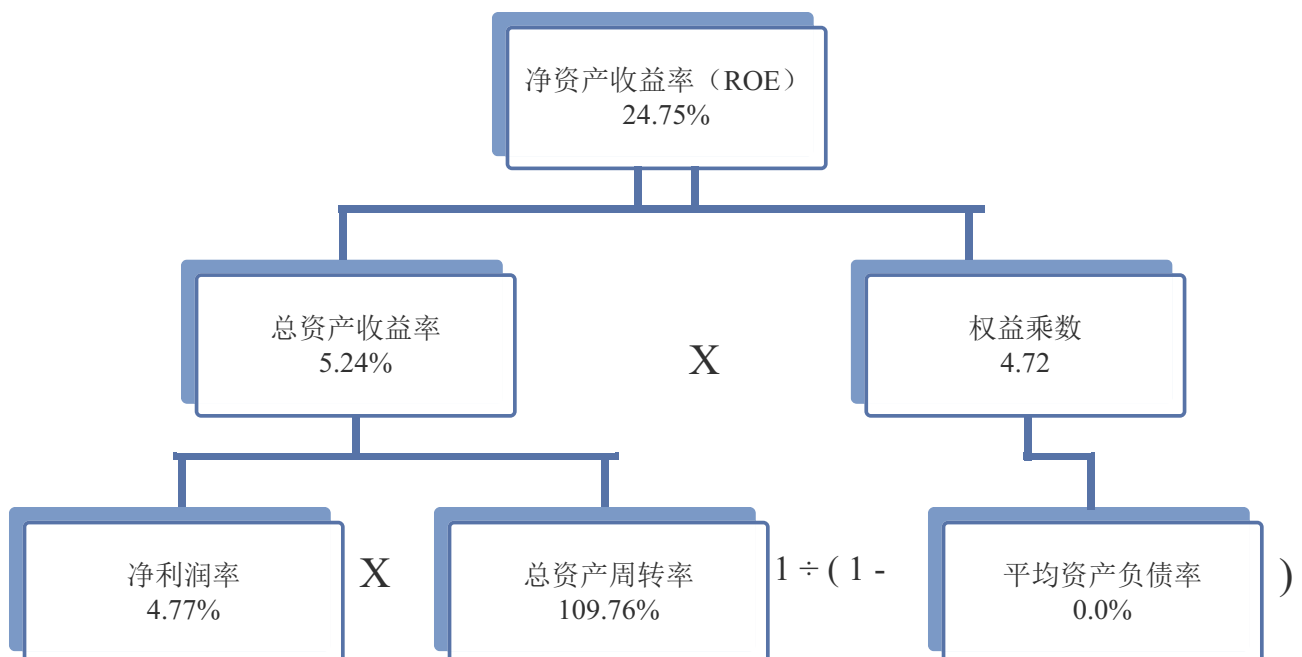 净资产收益率（ROE）
24.75%
总资产收益率
5.24%
X
权益乘数
4.72
净利润率
4.77%
X
总资产周转率
109.76%
1 ÷ ( 1 -
平均资产负债率
0.0%
)